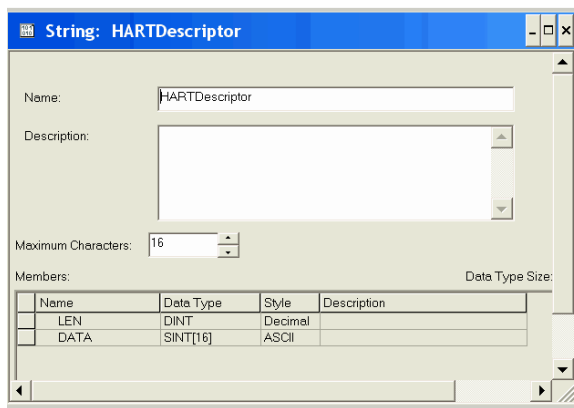 String: HARTDescriptor
Name: HARTDescriptor
Description:
Maximum Characters: 16
Members: Data Type Size:
Name Data Type Style Description
LEN DINT Decimal
DATA SINT[16] ASCII